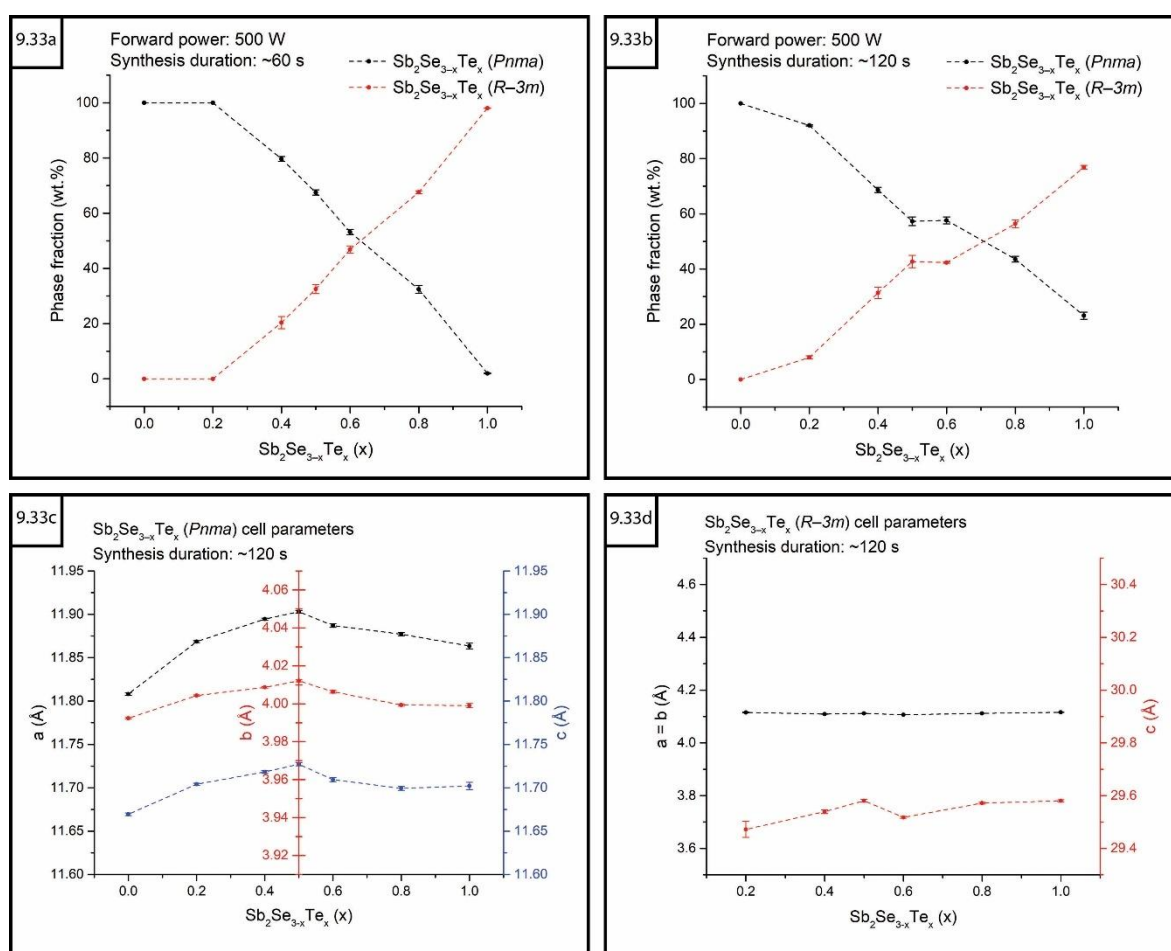 9.33a
Forward power: 500 W
Synthesis duration: ~60 s
Sb₂Se₃₋ₓTeₓ (Pnma)
Sb₂Se₃₋ₓTeₓ (R–3m)
Phase fraction (wt.%)
100
80
60
40
20
0
0.0 0.2 0.4 0.6 0.8 1.0
Sb₂Se₃₋ₓTeₓ (x)
9.33b
Forward power: 500 W
Synthesis duration: ~120 s
Sb₂Se₃₋ₓTeₓ (Pnma)
Sb₂Se₃₋ₓTeₓ (R–3m)
Phase fraction (wt.%)
100
80
60
40
20
0
0.0 0.2 0.4 0.6 0.8 1.0
Sb₂Se₃₋ₓTeₓ (x)
9.33c
Sb₂Se₃₋ₓTeₓ (Pnma) cell parameters
Synthesis duration: ~120 s
a (Å)
11.95
11.90
11.85
11.80
11.75
11.70
11.65
11.60
b (Å)
4.06
4.04
4.02
4.00
3.98
3.96
3.94
3.92
c (Å)
11.95
11.90
11.85
11.80
11.75
11.70
11.65
11.60
0.0 0.2 0.4 0.6 0.8 1.0
Sb₂Se₃₋ₓTeₓ (x)
9.33d
Sb₂Se₃₋ₓTeₓ (R–3m) cell parameters
Synthesis duration: ~120 s
a = b (Å)
4.6
4.4
4.2
4.0
3.8
3.6
c (Å)
30.4
30.2
30.0
29.8
29.6
29.4
0.2 0.4 0.6 0.8 1.0
Sb₂Se₃₋ₓTeₓ (x)